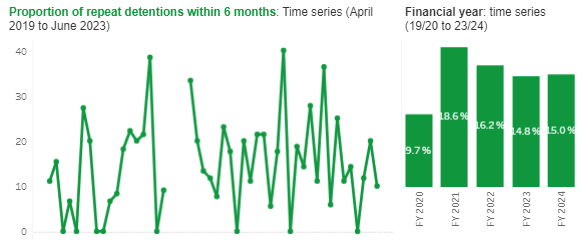 Proportion of repeat detentions within 6 months: Time series (April
2019 to June 2023)
40
30
20
10
0
Financial year: time series
(19/20 to 23/24)
9.7 %
18.6 %
16.2 %
14.8 %
15.0 %
FY 2020
FY 2021
FY 2022
FY 2023
FY 2024